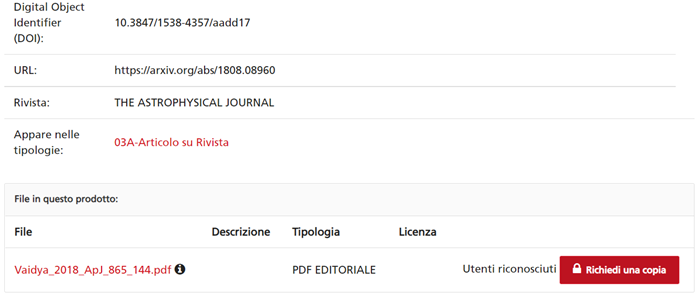 Digital Object
Identifier
(DOI):
10.3847/1538-4357/aadd17
URL:
https://arxiv.org/abs/1808.08960
Rivista:
THE ASTROPHYSICAL JOURNAL
Appare nelle
tipologie:
03A-Articolo su Rivista
File in questo prodotto:
File Descrizione Tipologia Licenza
Vaidya_2018_ApJ_865_144.pdf PDF EDITORIALE Utenti riconosciuti Richiedi una copia